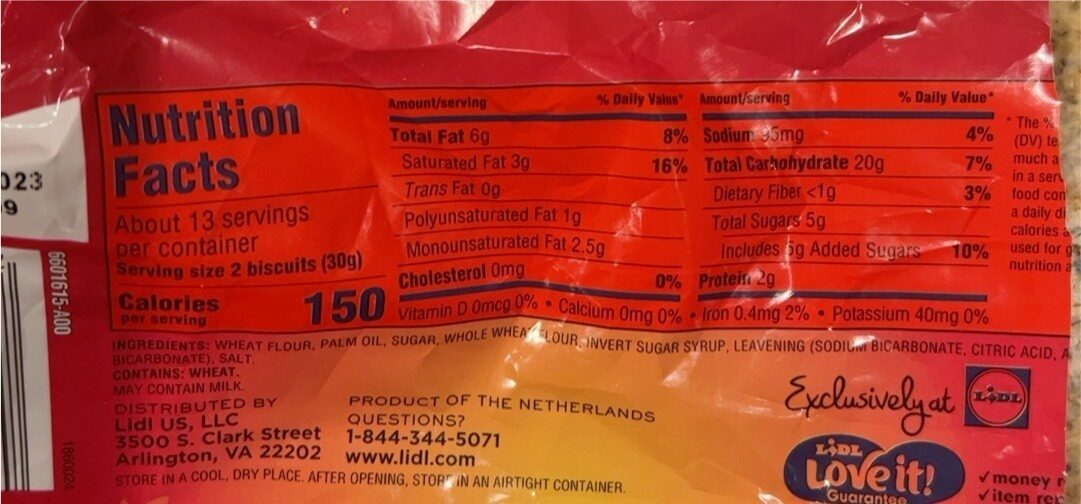 023
9
6601615-A00
1880024
Nutrition
Facts
About 13 servings
per container
Serving size 2 biscuits (30g)
Calories
per serving
150
Amount/serving % Daily Value*
Total Fat 6g 8%
Saturated Fat 3g 16%
Trans Fat 0g
Polyunsaturated Fat 1g
Monounsaturated Fat 2.5g
Cholesterol 0mg 0%
Amount/serving % Daily Value*
Sodium 95mg 4%
Total Carbohydrate 20g 7%
Dietary Fiber <1g 3%
Total Sugars 5g
Includes 5g Added Sugars 10%
Protein 2g
Vitamin D 0mcg 0% • Calcium 0mg 0% • Iron 0.4mg 2% • Potassium 40mg 0%
* The %
(DV) te
much a
in a serv
food con
a daily di
calories a
used for g
nutrition a
INGREDIENTS: WHEAT FLOUR, PALM OIL, SUGAR, WHOLE WHEAT FLOUR, INVERT SUGAR SYRUP, LEAVENING (SODIUM BICARBONATE, CITRIC ACID, A
BICARBONATE), SALT.
CONTAINS: WHEAT.
MAY CONTAIN MILK.
DISTRIBUTED BY
Lidl US, LLC
3500 S. Clark Street
Arlington, VA 22202
PRODUCT OF THE NETHERLANDS
QUESTIONS?
1-844-344-5071
www.lidl.com
STORE IN A COOL, DRY PLACE. AFTER OPENING, STORE IN AN AIRTIGHT CONTAINER.
Exclusively at
LIDL
LIDL
Love it!
Guarantee
✓money r
✓item rep